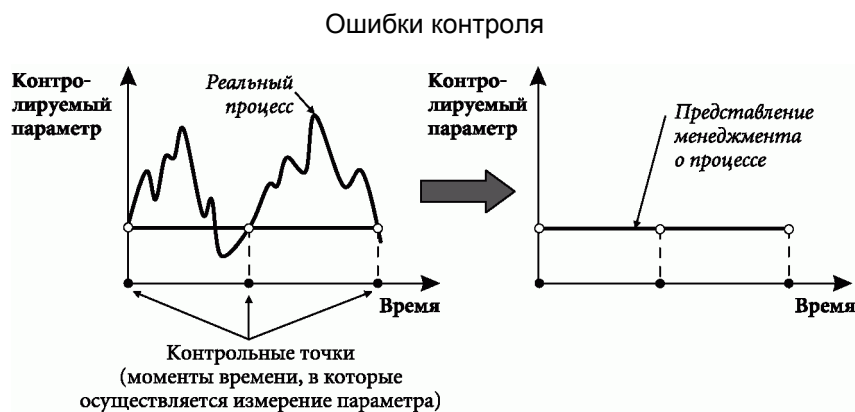 Ошибки контроля
Контро-
лируемый
параметр
Реальный
процесс
Время
Контрольные точки
(моменты времени, в которые
осуществляется измерение параметра)
Контро-
лируемый
параметр
Представление
менеджмента
о процессе
Время